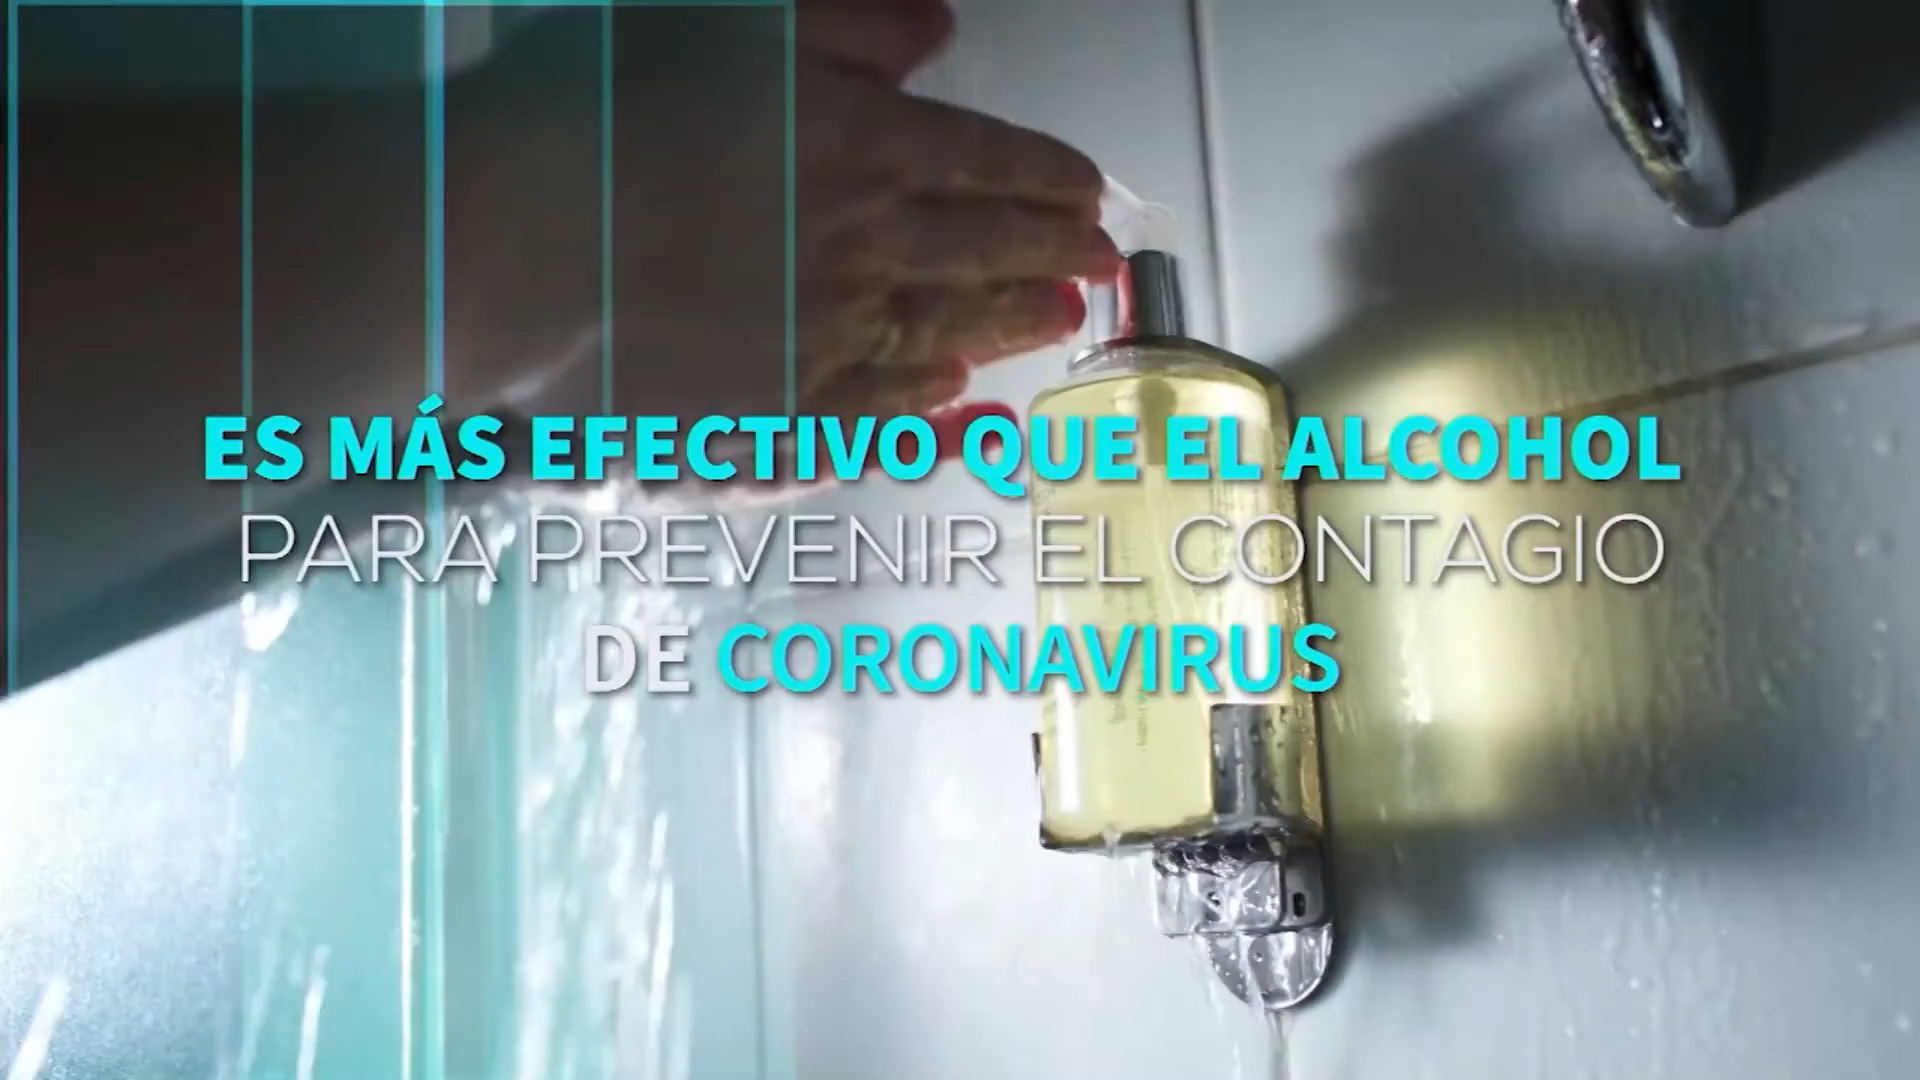 ES MÁS EFECTIVO QUE EL ALCOHOL
PARA PREVENIR EL CONTAGIO
DE CORONAVIRUS